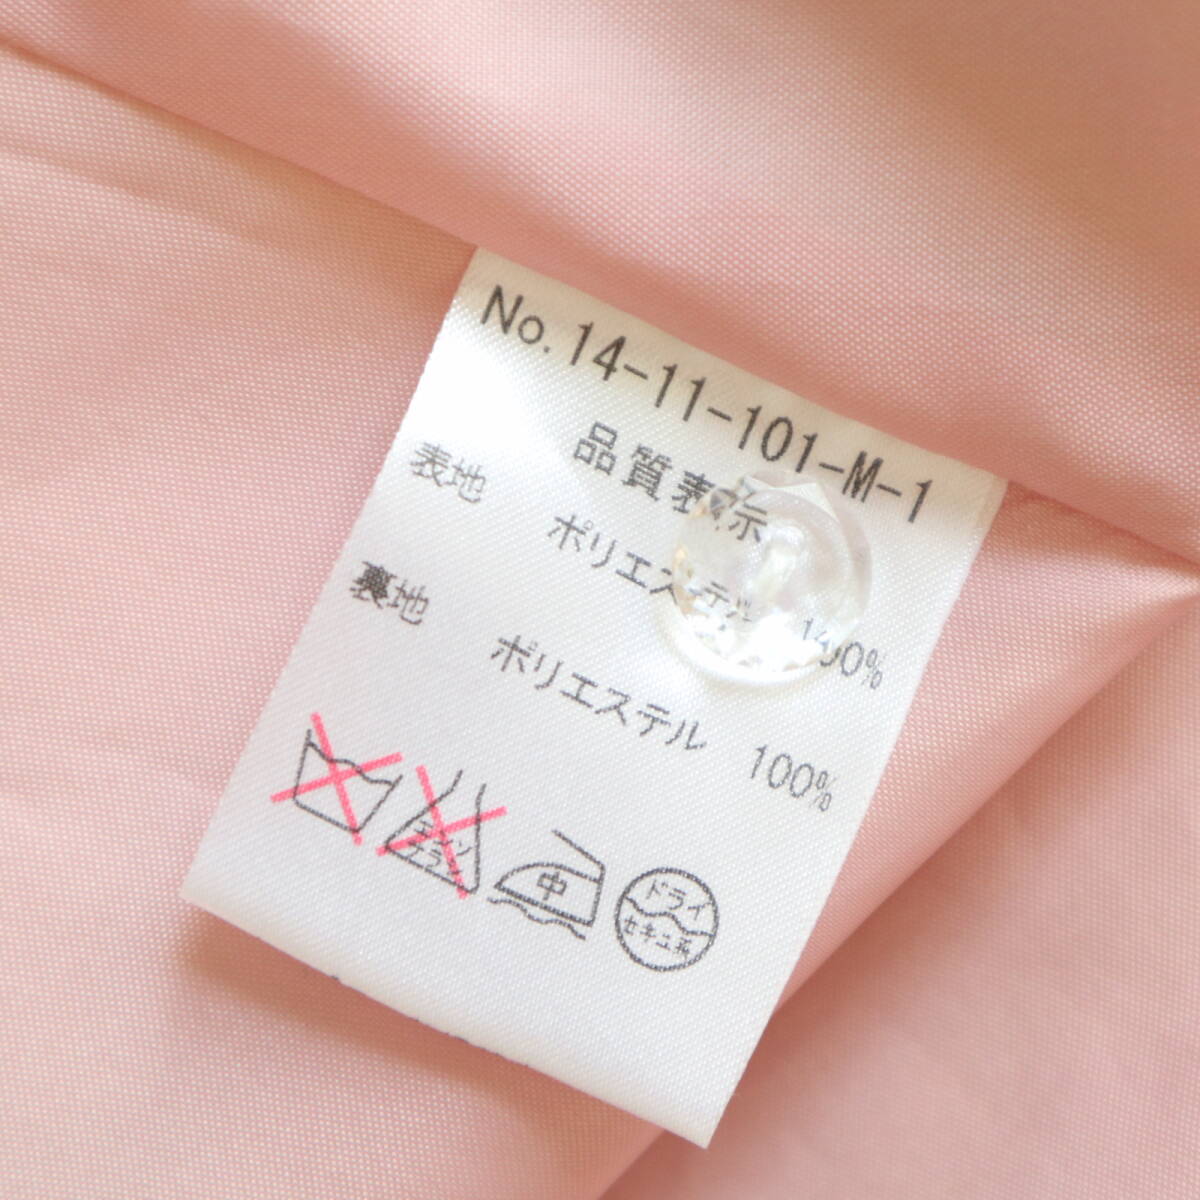 No.14-11-101-M-1
品質表示
表地
ポリエステル 100%
裏地
ポリエステル 100%
エンソ
サラシ
中
ドライ
セキユ系